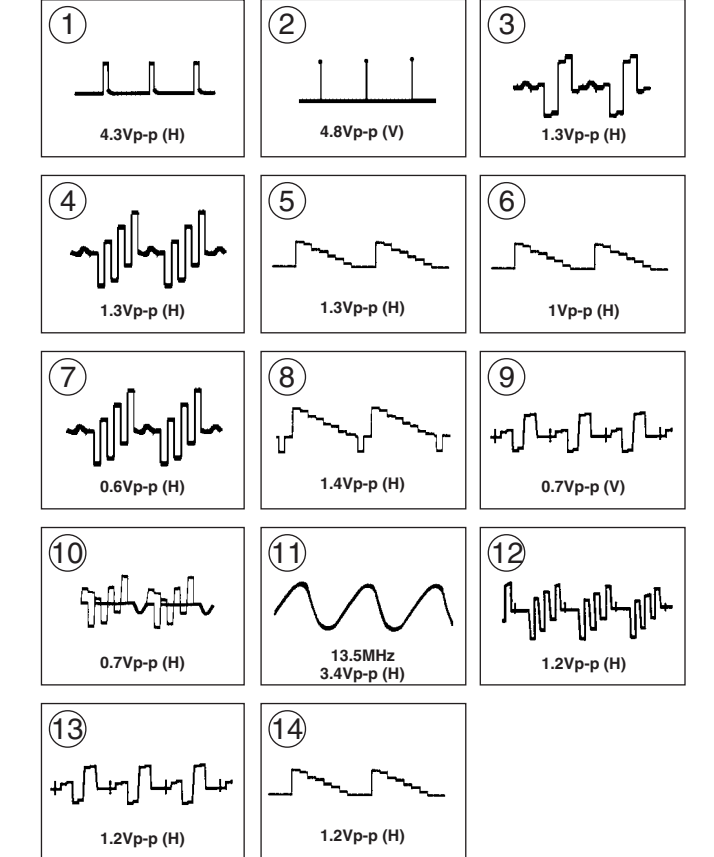 1
4.3Vp-p (H)
2
4.8Vp-p (V)
3
1.3Vp-p (H)
4
1.3Vp-p (H)
5
1.3Vp-p (H)
6
1Vp-p (H)
7
0.6Vp-p (H)
8
1.4Vp-p (H)
9
0.7Vp-p (V)
10
0.7Vp-p (H)
11
13.5MHz
3.4Vp-p (H)
12
1.2Vp-p (H)
13
1.2Vp-p (H)
14
1.2Vp-p (H)